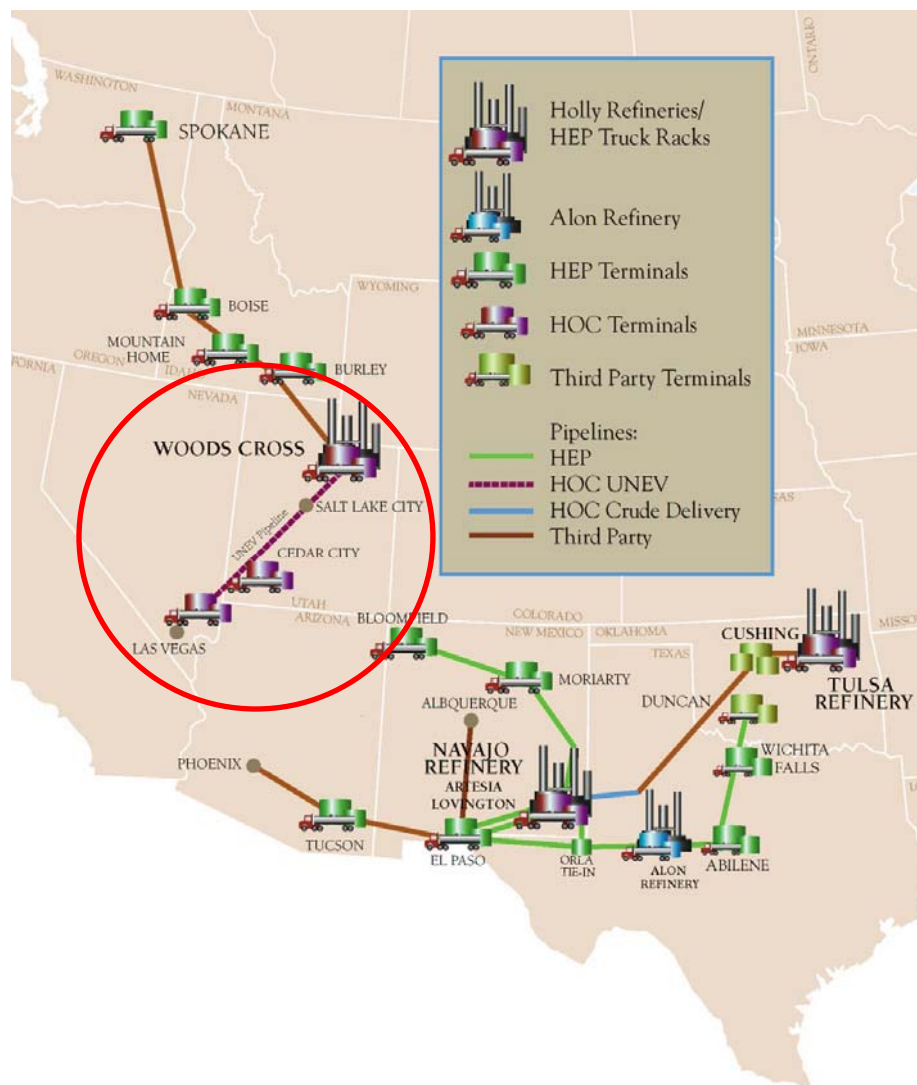 WASHINGTON
MONTANA
ONTARIO
SPOKANE
Holly Refineries/
HEP Truck Racks
Alon Refinery
HEP Terminals
HOC Terminals
Third Party Terminals
Pipelines:
HEP
HOC UNEV
HOC Crude Delivery
Third Party
WYOMING
BOISE
MOUNTAIN
HOME
OREGON
MINNESOTA
IOWA
BURLEY
NEVADA
WOODS CROSS
SALT LAKE CITY
UNEV Pipeline
CEDAR CITY
UTAH
ARIZONA
LAS VEGAS
BLOOMFIELD
COLORADO
NEW MEXICO
OKLAHOMA
TEXAS
CUSHING
MORIARTY
TULSA
REFINERY
DUNCAN
ALBQUERQUE
WICHITA
FALLS
PHOENIX
NAVAJO
REFINERY
ARTESIA
LOVINGTON
TUCSON
EL PASO
ORLA
TIE-IN
ALON
REFINERY
ABILENE